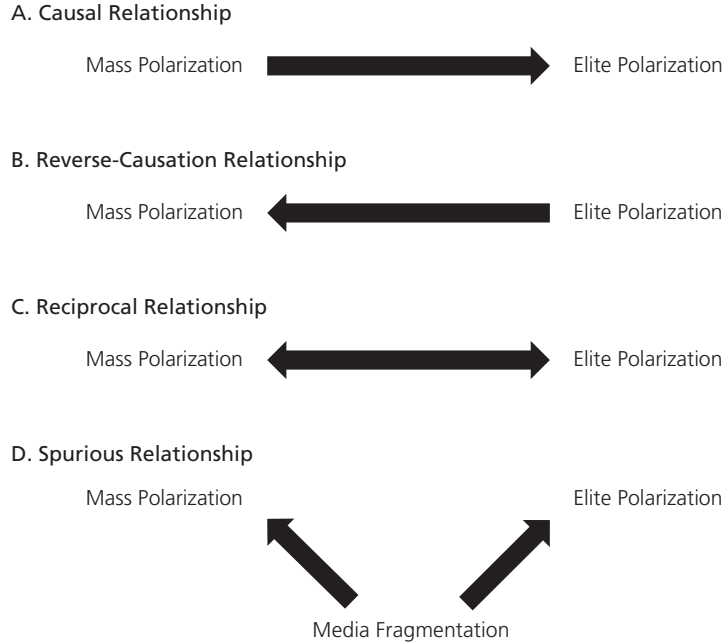 A. Causal Relationship
Mass Polarization Elite Polarization
B. Reverse-Causation Relationship
Mass Polarization Elite Polarization
C. Reciprocal Relationship
Mass Polarization Elite Polarization
D. Spurious Relationship
Mass Polarization Elite Polarization
Media Fragmentation